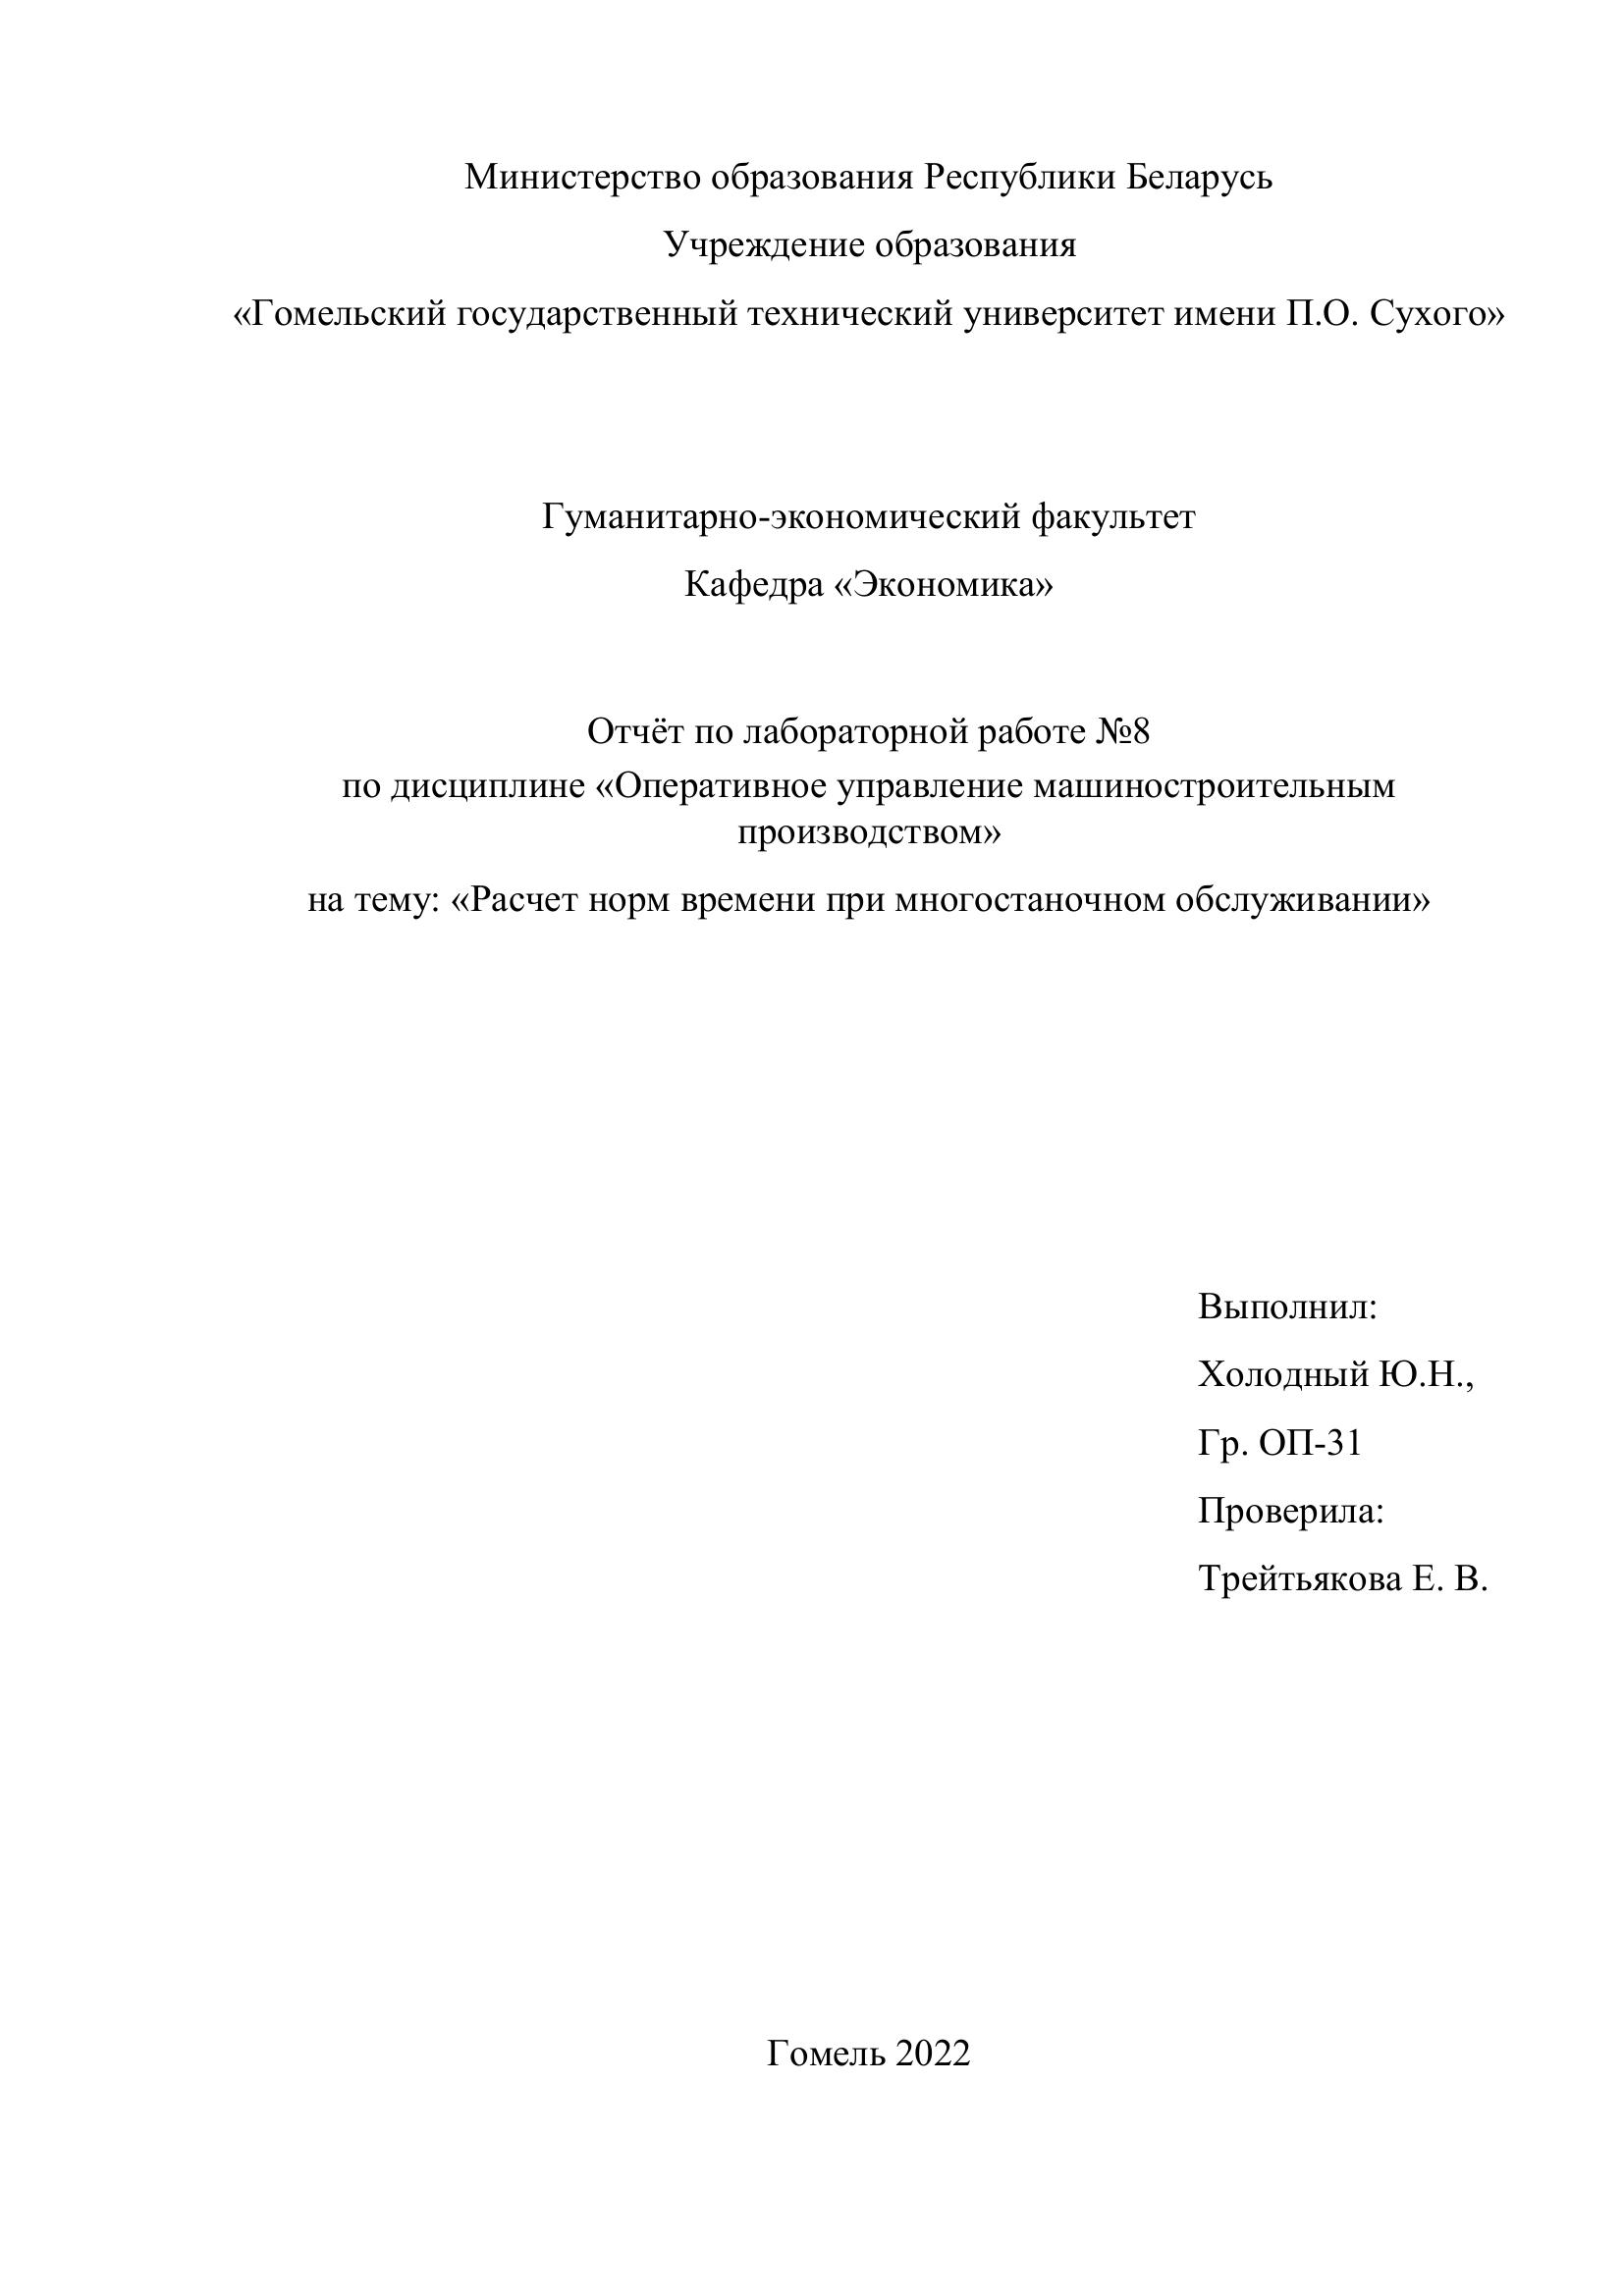 Министерство образования Республики Беларусь
Учреждение образования
«Гомельский государственный технический университет имени П.О. Сухого»
Гуманитарно-экономический факультет
Кафедра «Экономика»
Отчёт по лабораторной работе №8
по дисциплине «Оперативное управление машиностроительным
производством»
на тему: «Расчет норм времени при многостаночном обслуживании»
Выполнил:
Холодный Ю.Н.,
Гр. ОП-31
Проверила:
Трейтьякова Е. В.
Гомель 2022